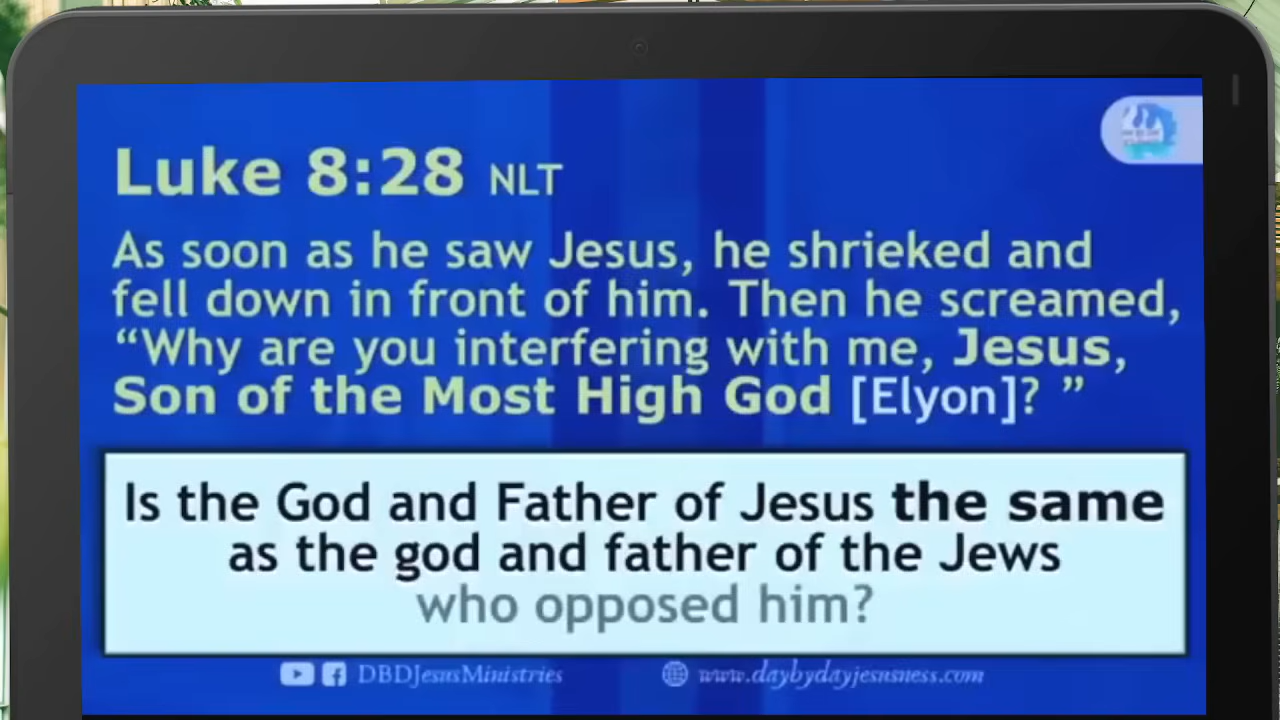 Luke 8:28 NLT
As soon as he saw Jesus, he shrieked and
fell down in front of him. Then he screamed,
“Why are you interfering with me, Jesus,
Son of the Most High God [Elyon]? ”
Is the God and Father of Jesus the same
as the god and father of the Jews
who opposed him?
DBDJesusMinistries
www.daybydayjesusness.com